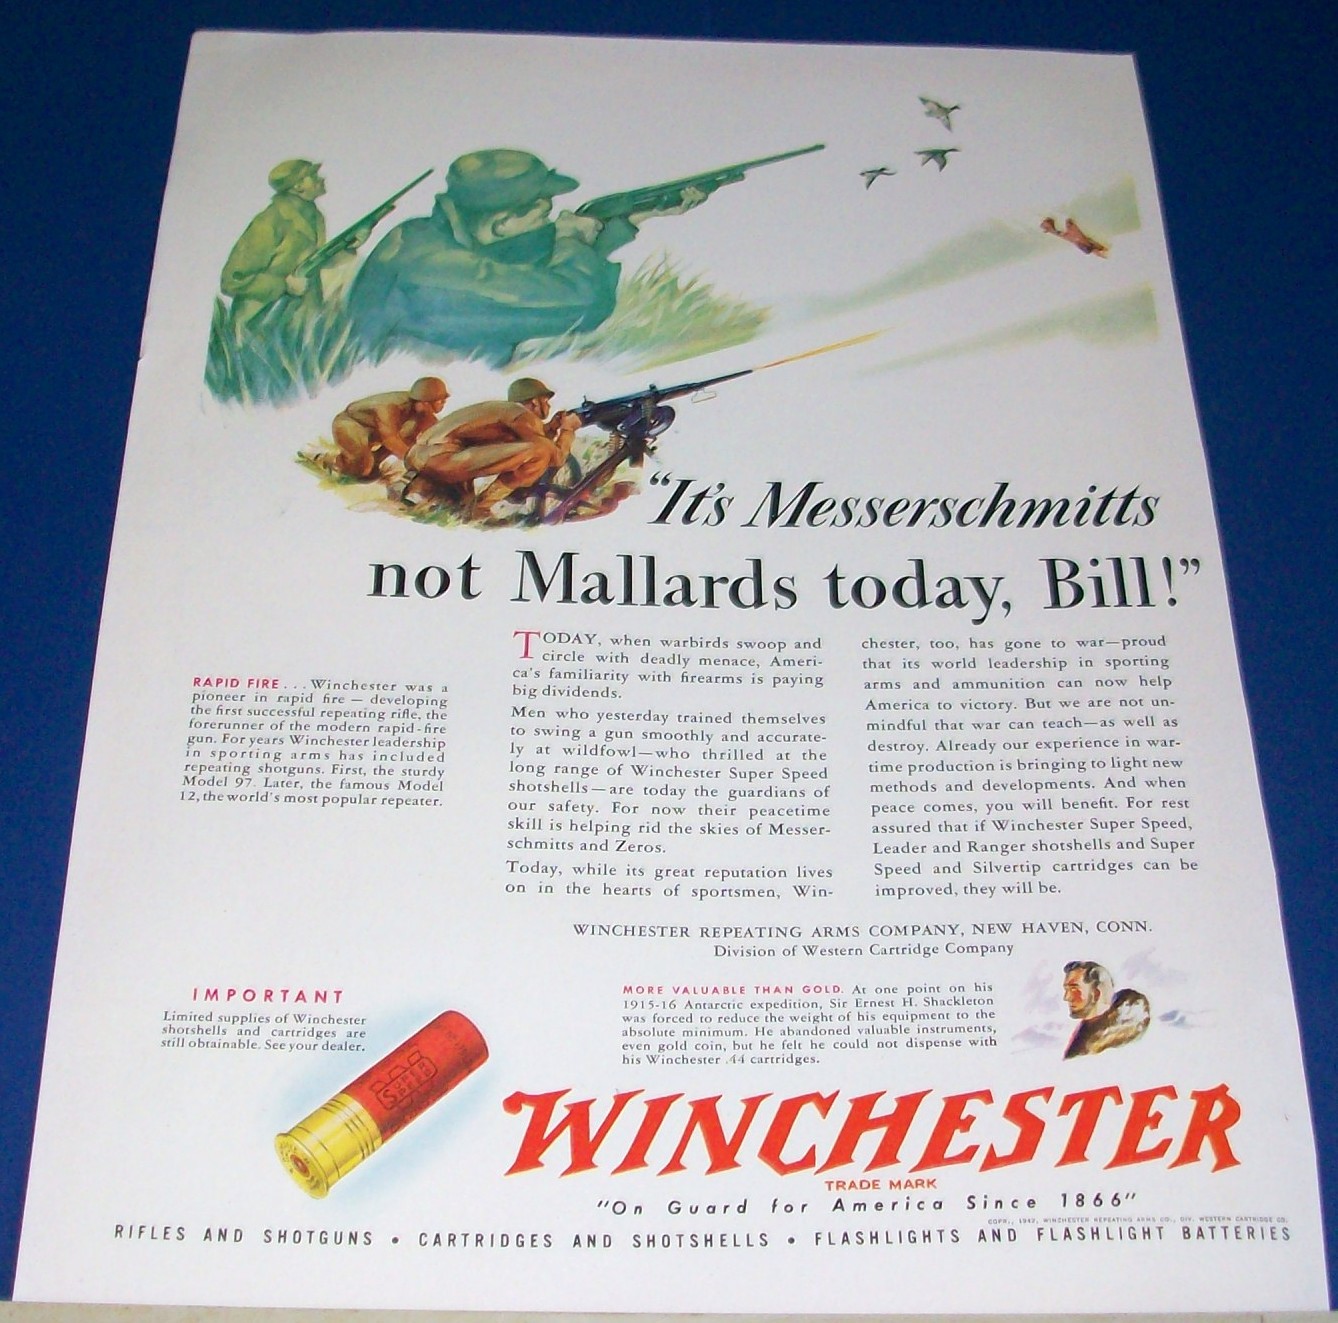 "It's Messerschmitts
not Mallards today, Bill!"
RAPID FIRE... Winchester was a
pioneer in rapid fire — developing
the first successful repeating rifle, the
forerunner of the modern rapid-fire
gun. For years Winchester leadership
in sporting arms has included
repeating shotguns. First, the sturdy
Model 97. Later, the famous Model
12, the world's most popular repeater.
TODAY, when warbirds swoop and
circle with deadly menace, Ameri-
ca's familiarity with firearms is paying
big dividends.
Men who yesterday trained themselves
to swing a gun smoothly and accurate-
ly at wildfowl—who thrilled at the
long range of Winchester Super Speed
shotshells—are today the guardians of
our safety. For now their peacetime
skill is helping rid the skies of Messer-
schmitts and Zeros.
Today, while its great reputation lives
on in the hearts of sportsmen, Win-
chester, too, has gone to war—proud
that its world leadership in sporting
arms and ammunition can now help
America to victory. But we are not un-
mindful that war can teach—as well as
destroy. Already our experience in war-
time production is bringing to light new
methods and developments. And when
peace comes, you will benefit. For rest
assured that if Winchester Super Speed,
Leader and Ranger shotshells and Super
Speed and Silvertip cartridges can be
improved, they will be.
WINCHESTER REPEATING ARMS COMPANY, NEW HAVEN, CONN.
Division of Western Cartridge Company
IMPORTANT
Limited supplies of Winchester
shotshells and cartridges are
still obtainable. See your dealer.
MORE VALUABLE THAN GOLD. At one point on his
1915-16 Antarctic expedition, Sir Ernest H. Shackleton
was forced to reduce the weight of his equipment to the
absolute minimum. He abandoned valuable instruments,
even gold coin, but he felt he could not dispense with
his Winchester .44 cartridges.
SUPER
SPEED
WINCHESTER
TRADE MARK
"On Guard for America Since 1866"
COPR., 1942, WINCHESTER REPEATING ARMS CO., DIV. WESTERN CARTRIDGE CO.
RIFLES AND SHOTGUNS • CARTRIDGES AND SHOTSHELLS • FLASHLIGHTS AND FLASHLIGHT BATTERIES